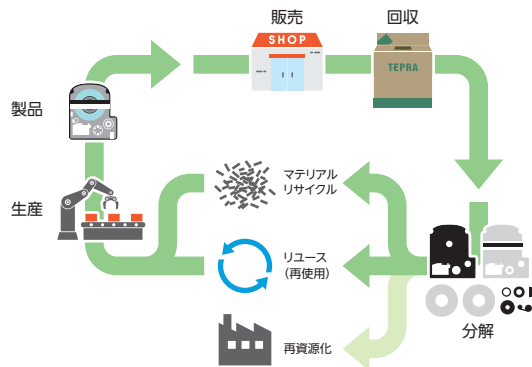 販売
回収
SHOP
TEPRA
製品
生産
マテリアル
リサイクル
リユース
（再使用）
再資源化
分解